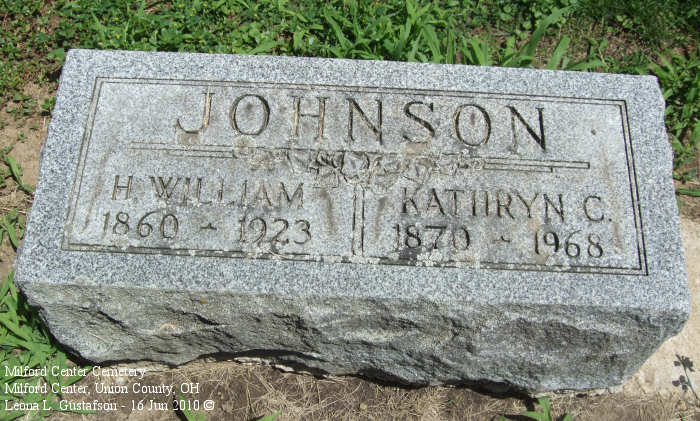 JOHNSON
H. WILLIAM KATHRYN C.
1860 - 1923 1870 - 1968
Milford Center Cemetery
Milford Center, Union County, OH
Leona L. Gustafson - 16 Jun 2010 ©